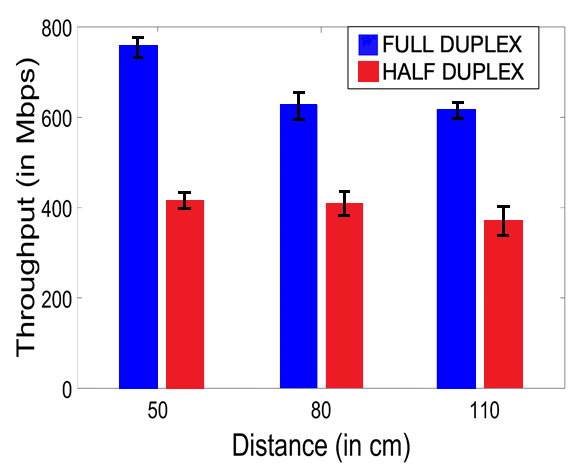 800
600
400
200
0
Throughput (in Mbps)
FULL DUPLEX
HALF DUPLEX
50 80 110
Distance (in cm)